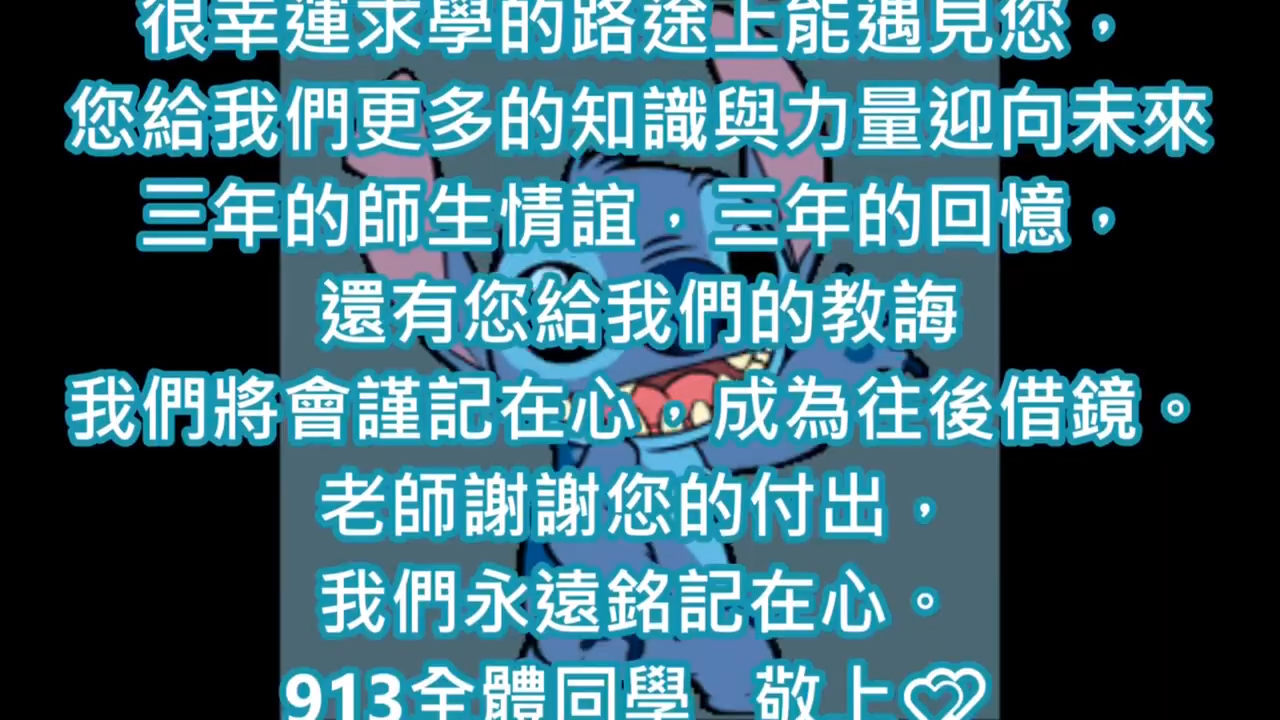 很幸運求學的路途上能遇見您，
您給我們更多的知識與力量迎向未來
三年的師生情誼，三年的回憶，
還有您給我們的教誨
我們將會謹記在心，成為往後借鏡。
老師謝謝您的付出，
我們永遠銘記在心。
913全體同學　敬上💕